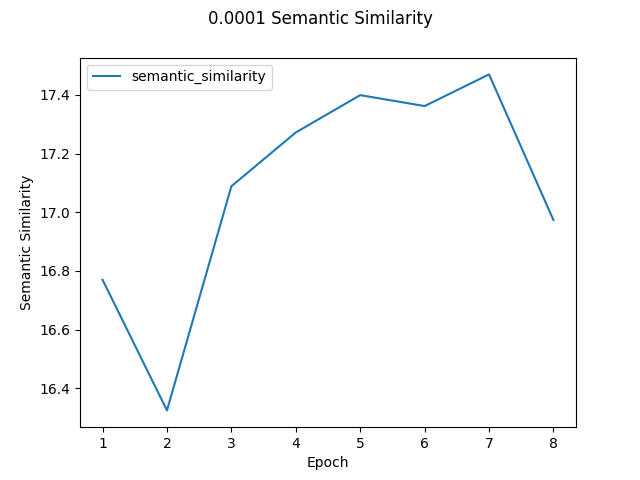 0.0001 Semantic Similarity
semantic_similarity
17.4
17.2
17.0
16.8
16.6
16.4
Semantic Similarity
1 2 3 4 5 6 7 8
Epoch